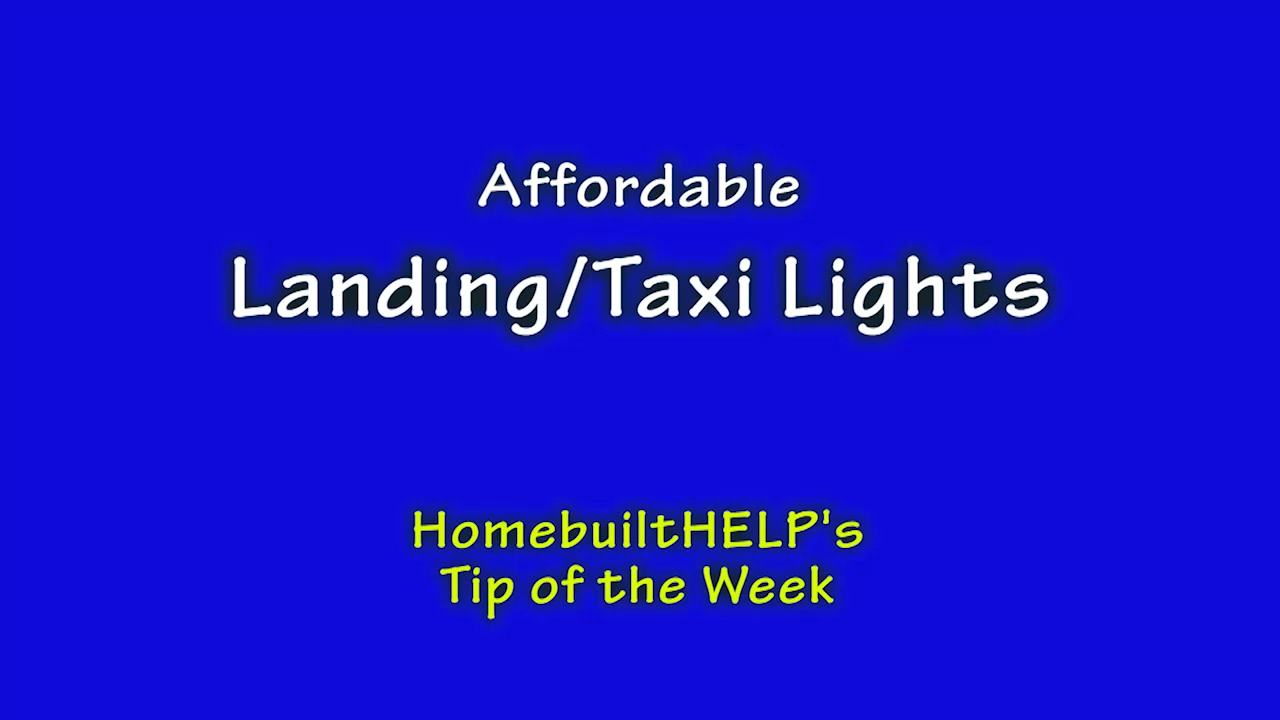 Affordable
Landing/Taxi Lights
HomebuiltHELP's
Tip of the Week